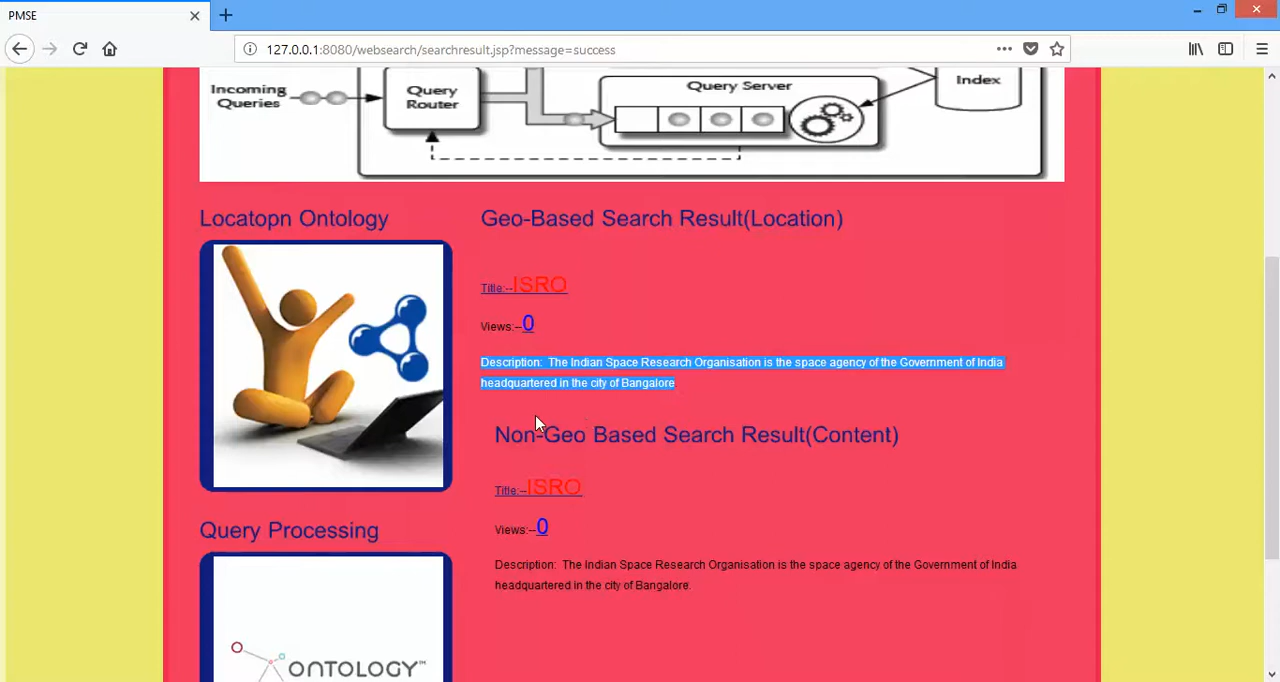 PMSE
127.0.0.1:8080/websearch/searchresult.jsp?message=success
Incoming
Queries
Query
Router
Query Server
Index
Locatopn Ontology
Geo-Based Search Result(Location)
Title:--ISRO
Views:--0
Description: The Indian Space Research Organisation is the space agency of the Government of India
headquartered in the city of Bangalore
Non-Geo Based Search Result(Content)
Title:--ISRO
Views:--0
Description: The Indian Space Research Organisation is the space agency of the Government of India
headquartered in the city of Bangalore.
Query Processing
ONTOLOGY™